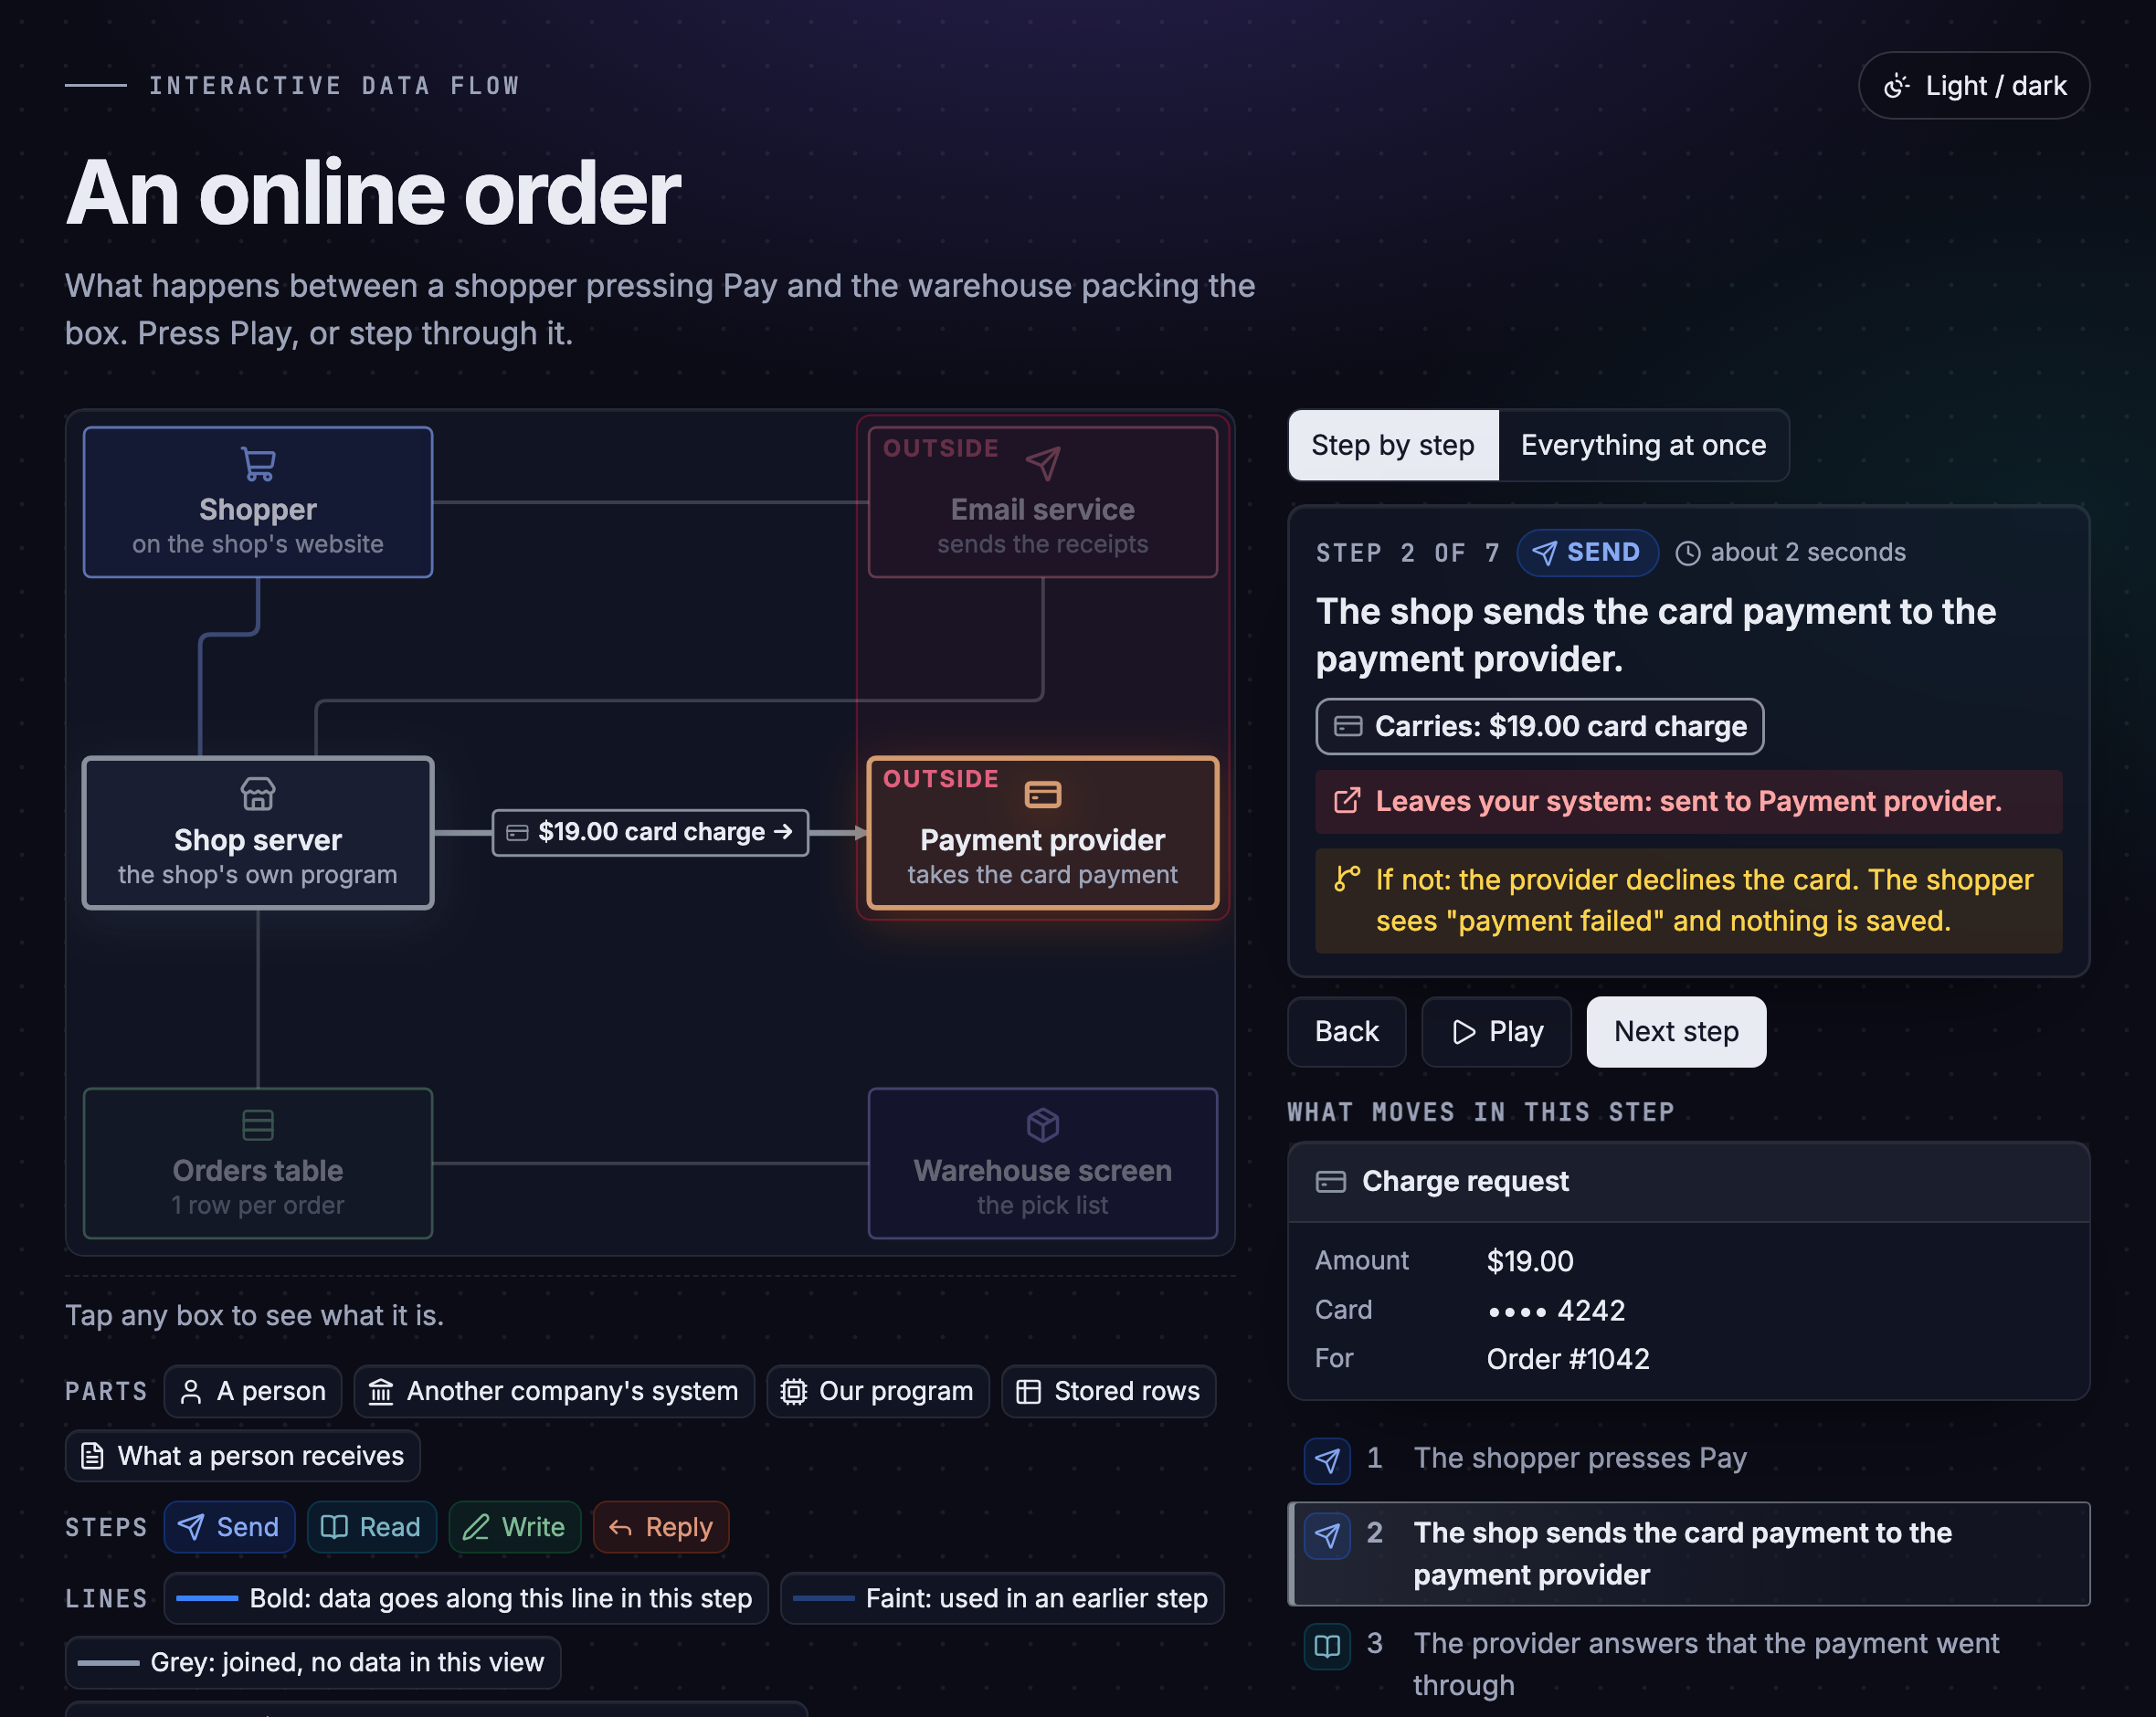 INTERACTIVE DATA FLOW
Light / dark
An online order
What happens between a shopper pressing Pay and the warehouse packing the
box. Press Play, or step through it.
Shopper
on the shop's website
OUTSIDE
Email service
sends the receipts
Shop server
the shop's own program
$19.00 card charge →
OUTSIDE
Payment provider
takes the card payment
Orders table
1 row per order
Warehouse screen
the pick list
Tap any box to see what it is.
PARTS A person Another company's system Our program Stored rows
What a person receives
STEPS Send Read Write Reply
LINES Bold: data goes along this line in this step Faint: used in an earlier step
Grey: joined, no data in this view
Step by step Everything at once
STEP 2 OF 7 SEND about 2 seconds
The shop sends the card payment to the
payment provider.
Carries: $19.00 card charge
Leaves your system: sent to Payment provider.
If not: the provider declines the card. The shopper
sees "payment failed" and nothing is saved.
Back Play Next step
WHAT MOVES IN THIS STEP
Charge request
Amount $19.00
Card •••• 4242
For Order #1042
1 The shopper presses Pay
2 The shop sends the card payment to the
payment provider
3 The provider answers that the payment went
through